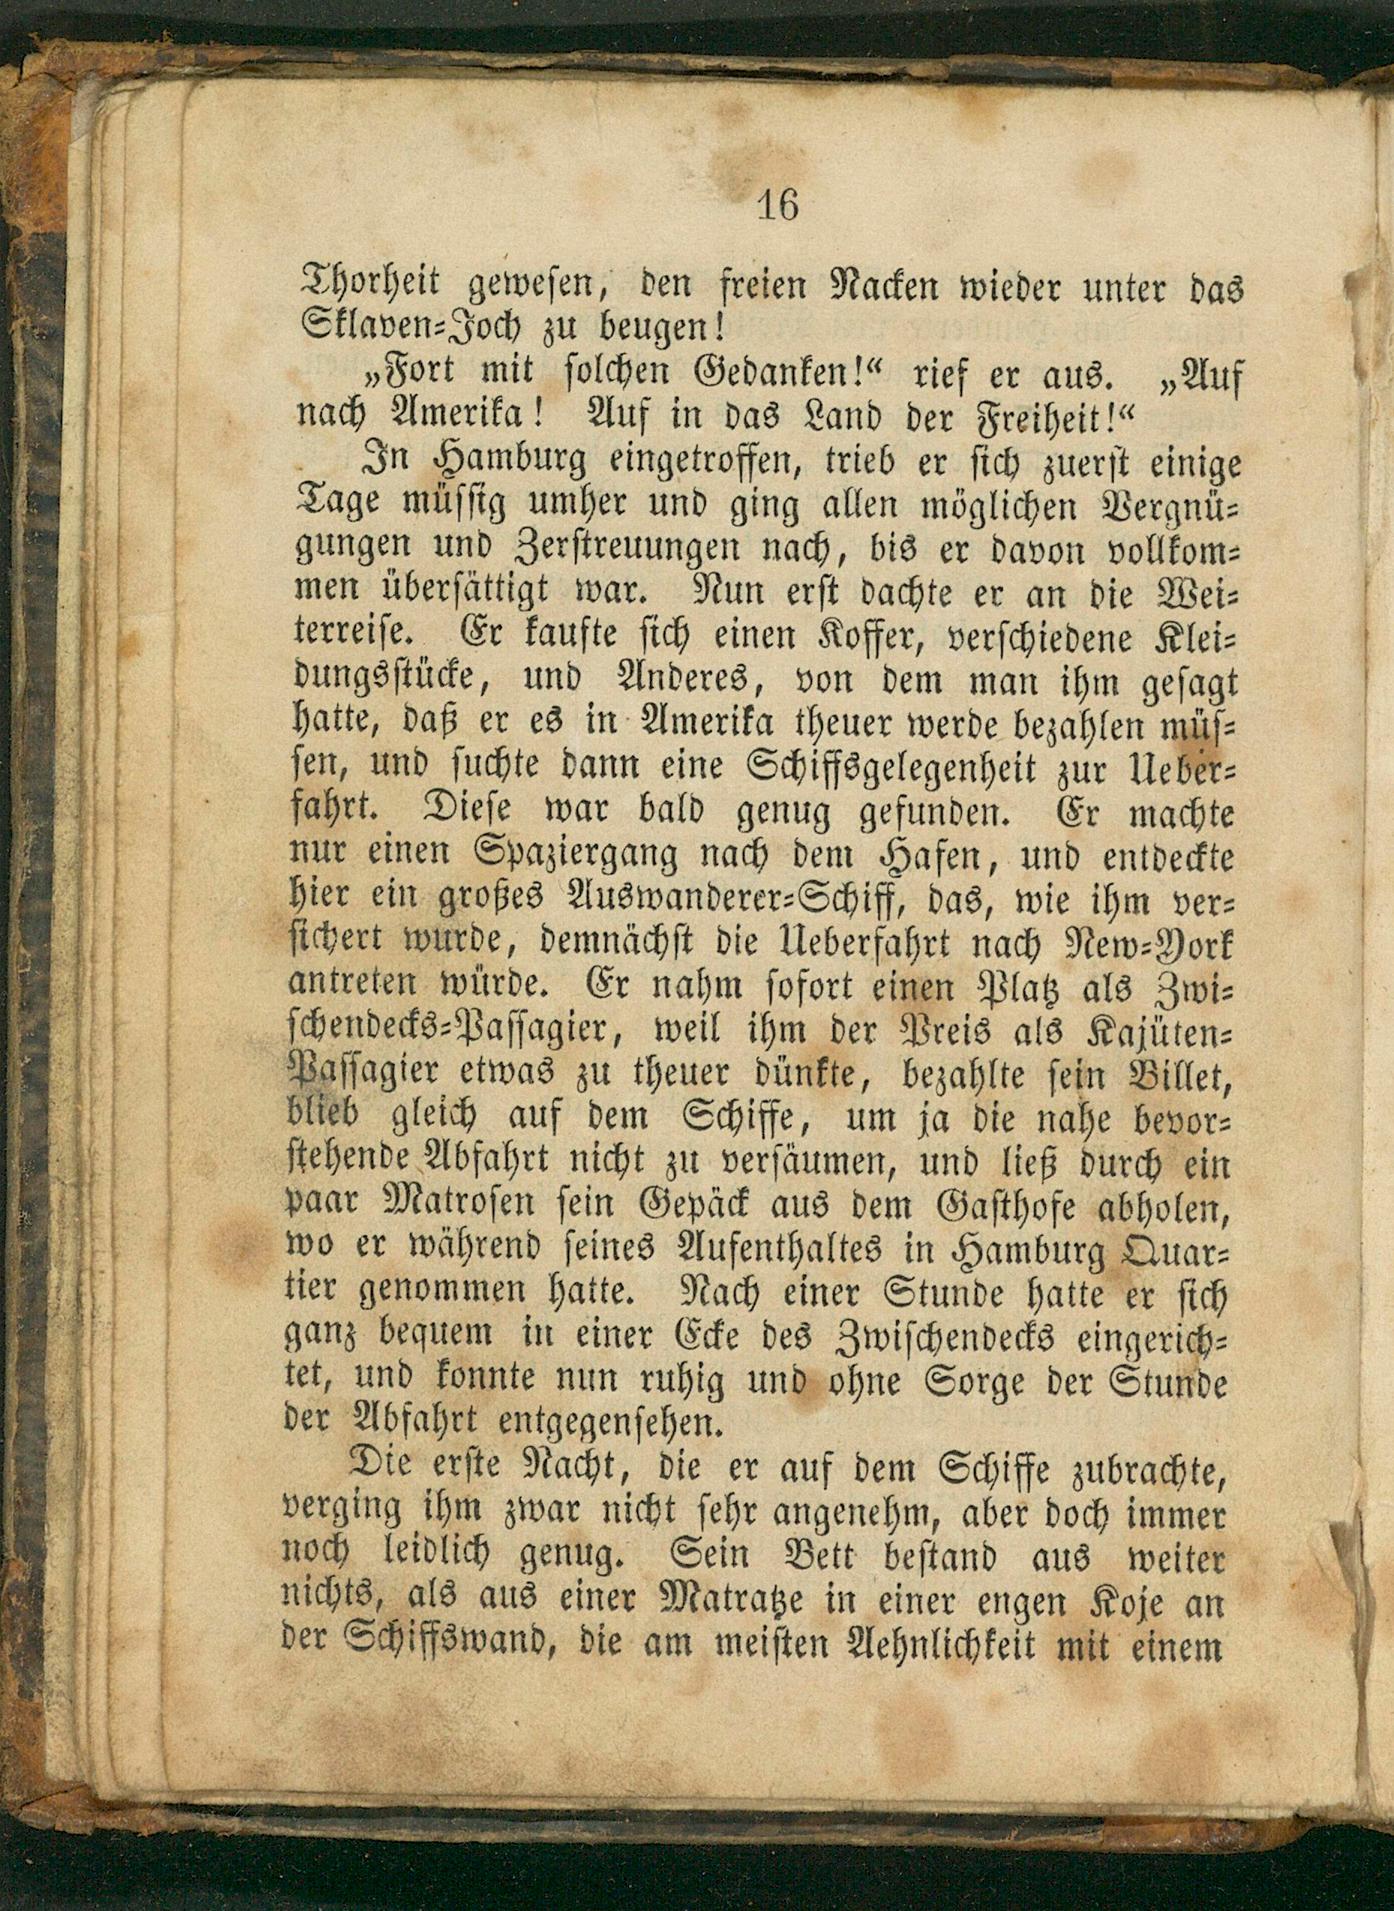 16
Thorheit gewesen, den freien Nacken wieder unter das
Sklaven-Joch zu beugen!
„Fort mit solchen Gedanken!“ rief er aus. „Auf
nach Amerika! Auf in das Land der Freiheit!“
In Hamburg eingetroffen, trieb er sich zuerst einige
Tage müssig umher und ging allen möglichen Vergnü-
gungen und Zerstreuungen nach, bis er davon vollkom-
men übersättigt war. Nun erst dachte er an die Wei-
terreise. Er kaufte sich einen Koffer, verschiedene Klei-
dungsstücke, und Anderes, von dem man ihm gesagt
hatte, daß er es in Amerika theuer werde bezahlen müs-
sen, und suchte dann eine Schiffsgelegenheit zur Ueber-
fahrt. Diese war bald genug gefunden. Er machte
nur einen Spaziergang nach dem Hafen, und entdeckte
hier ein großes Auswanderer-Schiff, das, wie ihm ver-
sichert wurde, demnächst die Ueberfahrt nach New-York
antreten würde. Er nahm sofort einen Platz als Zwi-
schendecks-Passagier, weil ihm der Preis als Kajüten-
Passagier etwas zu theuer dünkte, bezahlte sein Billet,
blieb gleich auf dem Schiffe, um ja die nahe bevor-
stehende Abfahrt nicht zu versäumen, und ließ durch ein
paar Matrosen sein Gepäck aus dem Gasthofe abholen,
wo er während seines Aufenthaltes in Hamburg Quar-
tier genommen hatte. Nach einer Stunde hatte er sich
ganz bequem in einer Ecke des Zwischendecks eingerich-
tet, und konnte nun ruhig und ohne Sorge der Stunde
der Abfahrt entgegensehen.
Die erste Nacht, die er auf dem Schiffe zubrachte,
verging ihm zwar nicht sehr angenehm, aber doch immer
noch leidlich genug. Sein Bett bestand aus weiter
nichts, als aus einer Matratze in einer engen Koje an
der Schiffswand, die am meisten Aehnlichkeit mit einem